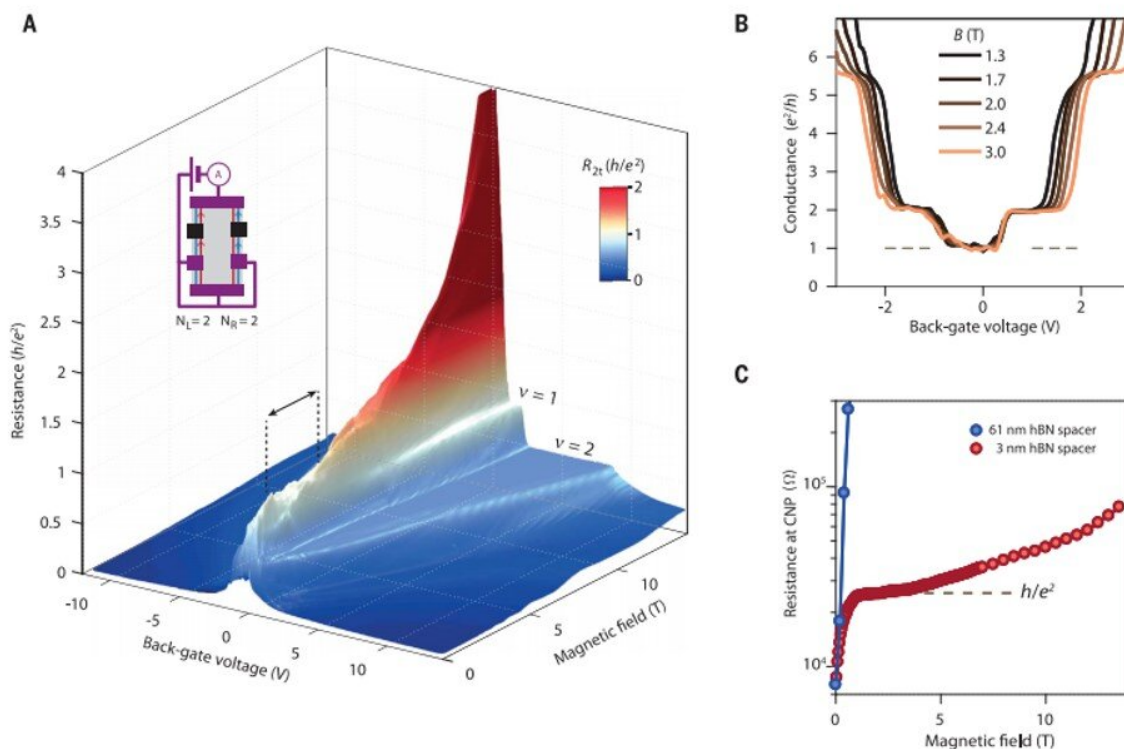 A
4
3.5
3
2.5
2
1.5
1
0.5
0
Resistance (h/e²)
A
N_L = 2 N_R = 2
R_2t (h/e²)
2
1
0
ν = 1
ν = 2
-10
-5
0
5
10
Back-gate voltage (V)
0
5
10
Magnetic field (T)
B
6
5
4
3
2
1
0
Conductance (e²/h)
B (T)
1.3
1.7
2.0
2.4
3.0
-2
0
2
Back-gate voltage (V)
C
10⁵
10⁴
Resistance at CNP (Ω)
61 nm hBN spacer
3 nm hBN spacer
h/e²
0
5
10
Magnetic field (T)